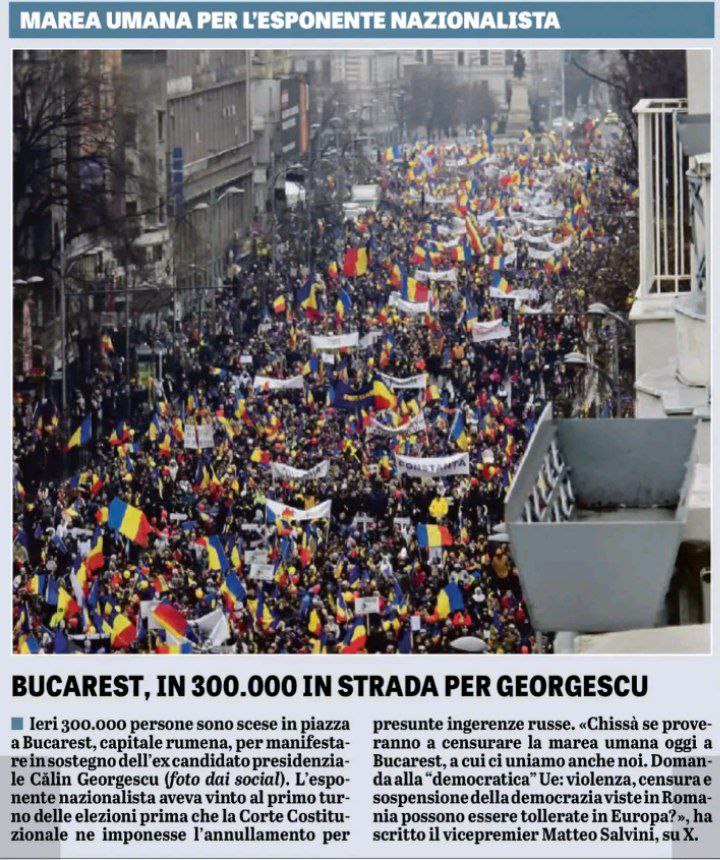 MAREA UMANA PER L'ESPONENTE NAZIONALISTA
CONSTANȚA
BUCAREST, IN 300.000 IN STRADA PER GEORGESCU
Ieri 300.000 persone sono scese in piazza
a Bucarest, capitale rumena, per manifesta-
re in sostegno dell'ex candidato presidenzia-
le Călin Georgescu (foto dai social). L'espo-
nente nazionalista aveva vinto al primo tur-
no delle elezioni prima che la Corte Costitu-
zionale ne imponesse l'annullamento per
presunte ingerenze russe. «Chissà se prove-
ranno a censurare la marea umana oggi a
Bucarest, a cui ci uniamo anche noi. Doman-
da alla "democratica" Ue: violenza, censura e
sospensione della democrazia viste in Roma-
nia possono essere tollerate in Europa?», ha
scritto il vicepremier Matteo Salvini, su X.